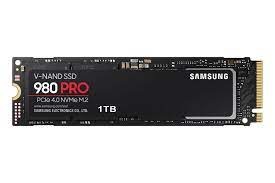 V-NAND SSD
980 PRO
PCIe 4.0 NVMe M.2
SAMSUNG
SAMSUNG ELECTRONICS CO., LTD.
1TB